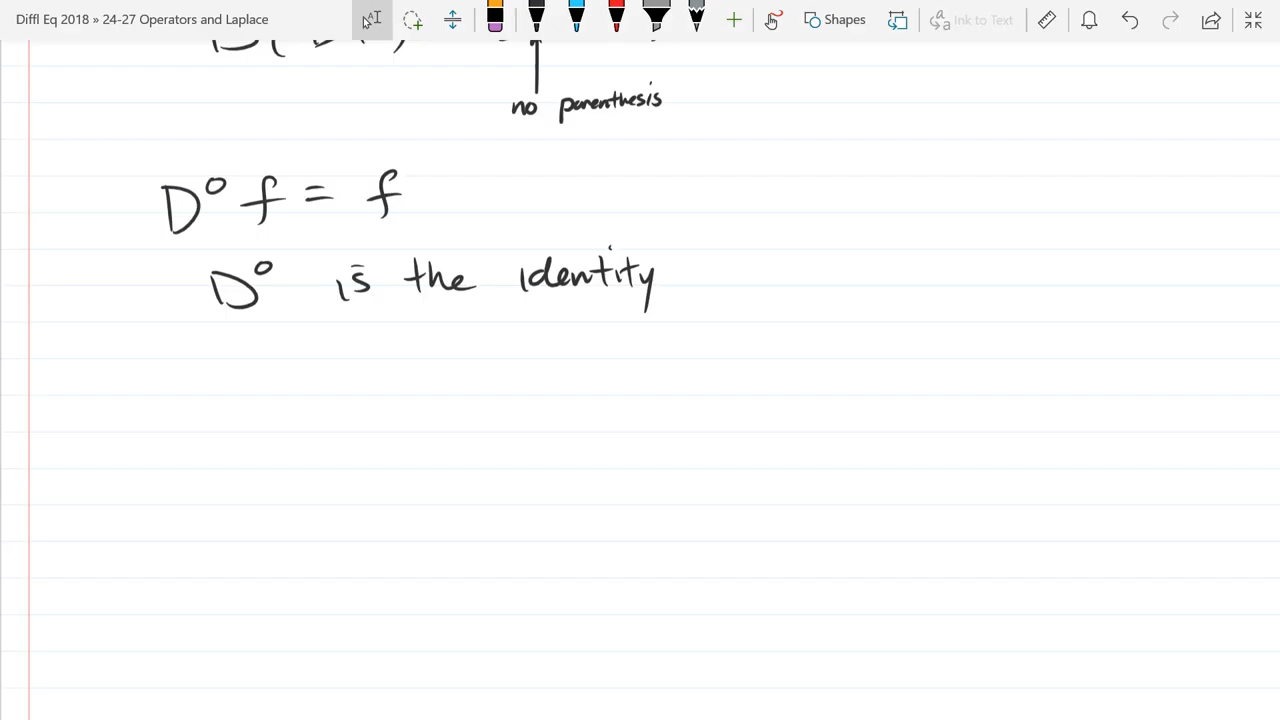 Diffl Eq 2018 » 24-27 Operators and Laplace
Shapes
Ink to Text
no parenthesis
D⁰ f = f
D⁰ is the identity